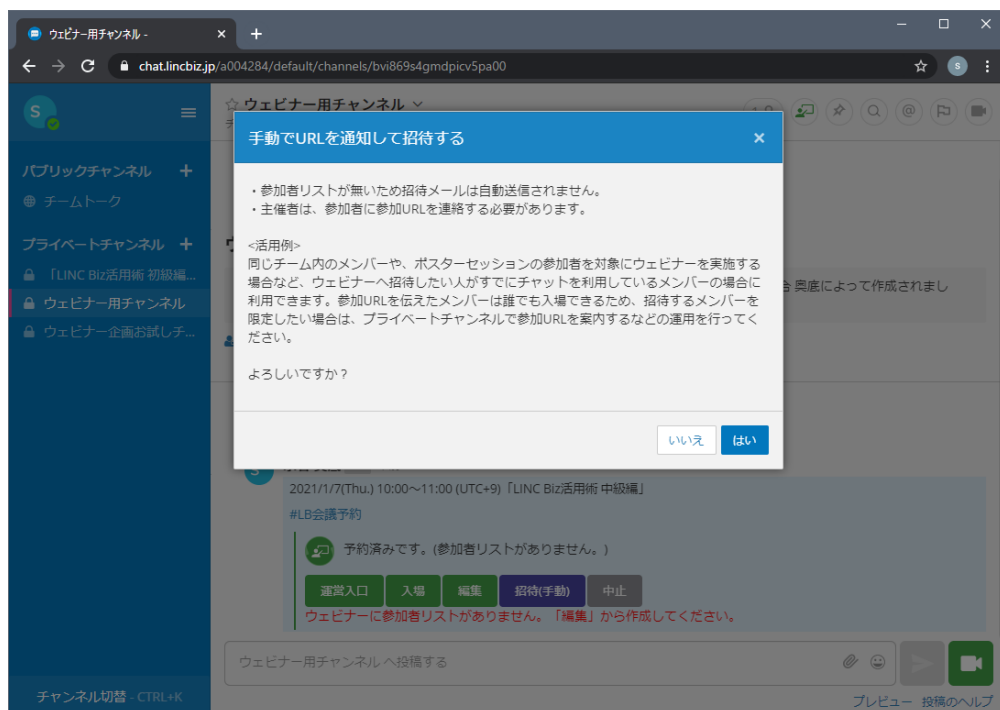 ウェビナー用チャンネル -
chat.lincbiz.jp/a004284/default/channels/bvi869s4gmdpicv5pa00
s
S
ウェビナー用チャンネル
パブリックチャンネル +
チームトーク
プライベートチャンネル +
「LINC Biz活用術 初級編...
ウェビナー用チャンネル
ウェビナー企画お試しチ...
チャンネル切替 - CTRL+K
手動でURLを通知して招待する ×
・参加者リストが無いため招待メールは自動送信されません。
・主催者は、参加者に参加URLを連絡する必要があります。
<活用例>
同じチーム内のメンバーや、ポスターセッションの参加者を対象にウェビナーを実施する
場合など、ウェビナーへ招待したい人がすでにチャットを利用しているメンバーの場合に
利用できます。参加URLを伝えたメンバーは誰でも入場できるため、招待するメンバーを
限定したい場合は、プライベートチャンネルで参加URLを案内するなどの運用を行ってく
ださい。
よろしいですか？
いいえ はい
奥底によって作成されまし
2021/1/7(Thu.) 10:00～11:00 (UTC+9)「LINC Biz活用術 中級編」
#LB会議予約
予約済みです。(参加者リストがありません。)
運営入口 入場 編集 招待(手動) 中止
ウェビナーに参加者リストがありません。「編集」から作成してください。
ウェビナー用チャンネル へ投稿する
プレビュー 投稿のヘルプ